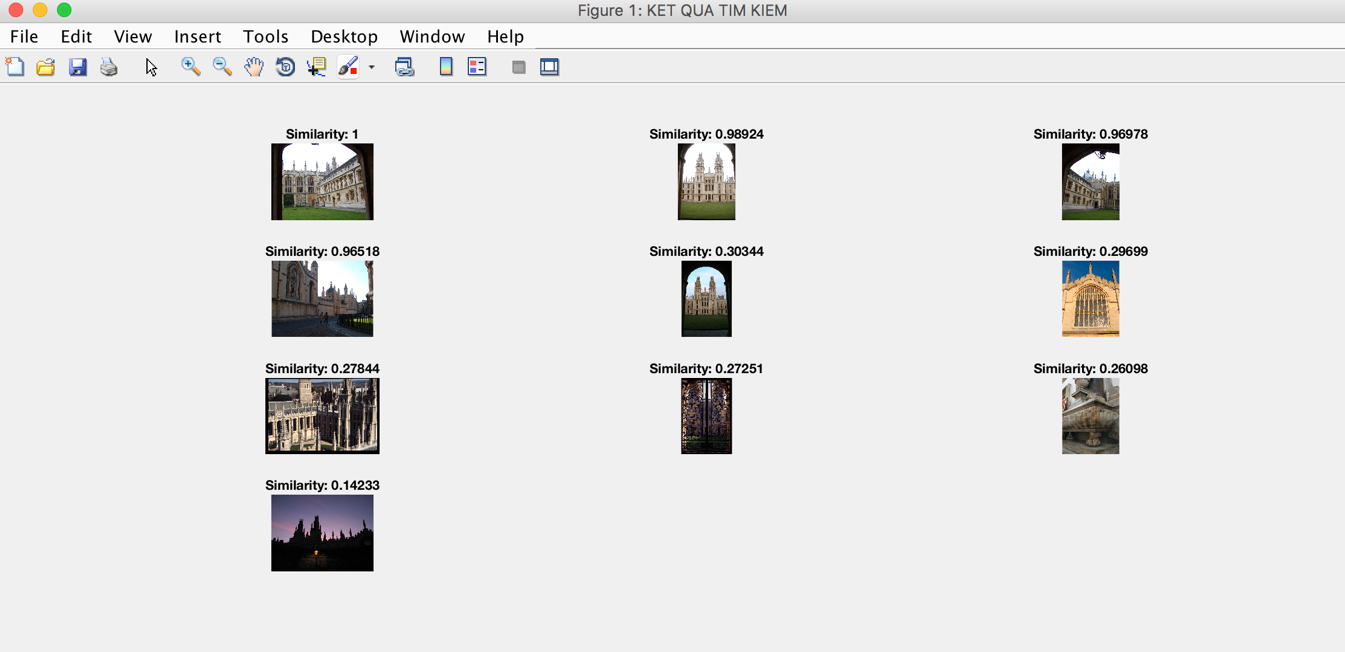 Figure 1: KET QUA TIM KIEM
File Edit View Insert Tools Desktop Window Help
Similarity: 1 Similarity: 0.98924 Similarity: 0.96978
Similarity: 0.96518 Similarity: 0.30344 Similarity: 0.29699
Similarity: 0.27844 Similarity: 0.27251 Similarity: 0.26098
Similarity: 0.14233